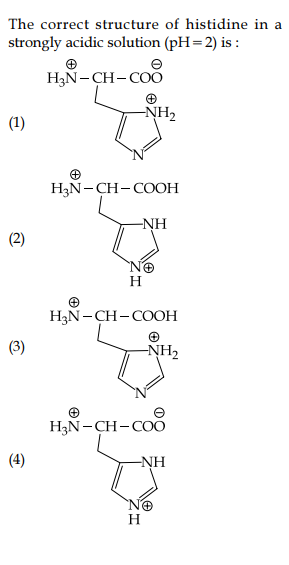 The correct structure of histidine in a
strongly acidic solution (pH=2) is :
⊕ ⊖
H₃N–CH–COO
⊕
NH₂
(1)
N
⊕
H₃N–CH–COOH
NH
(2)
N⊕
H
⊕
H₃N–CH–COOH
⊕
NH₂
(3)
N
⊕ ⊖
H₃N–CH–COO
NH
(4)
N⊕
H